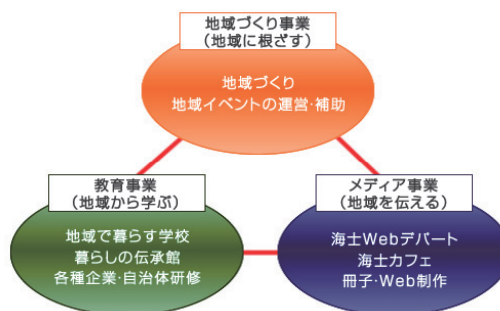 地域づくり事業
(地域に根ざす)
地域づくり
地域イベントの運営・補助
教育事業
(地域から学ぶ)
地域で暮らす学校
暮らしの伝承館
各種企業・自治体研修
メディア事業
(地域を伝える)
海士Webデパート
海士カフェ
冊子・Web制作